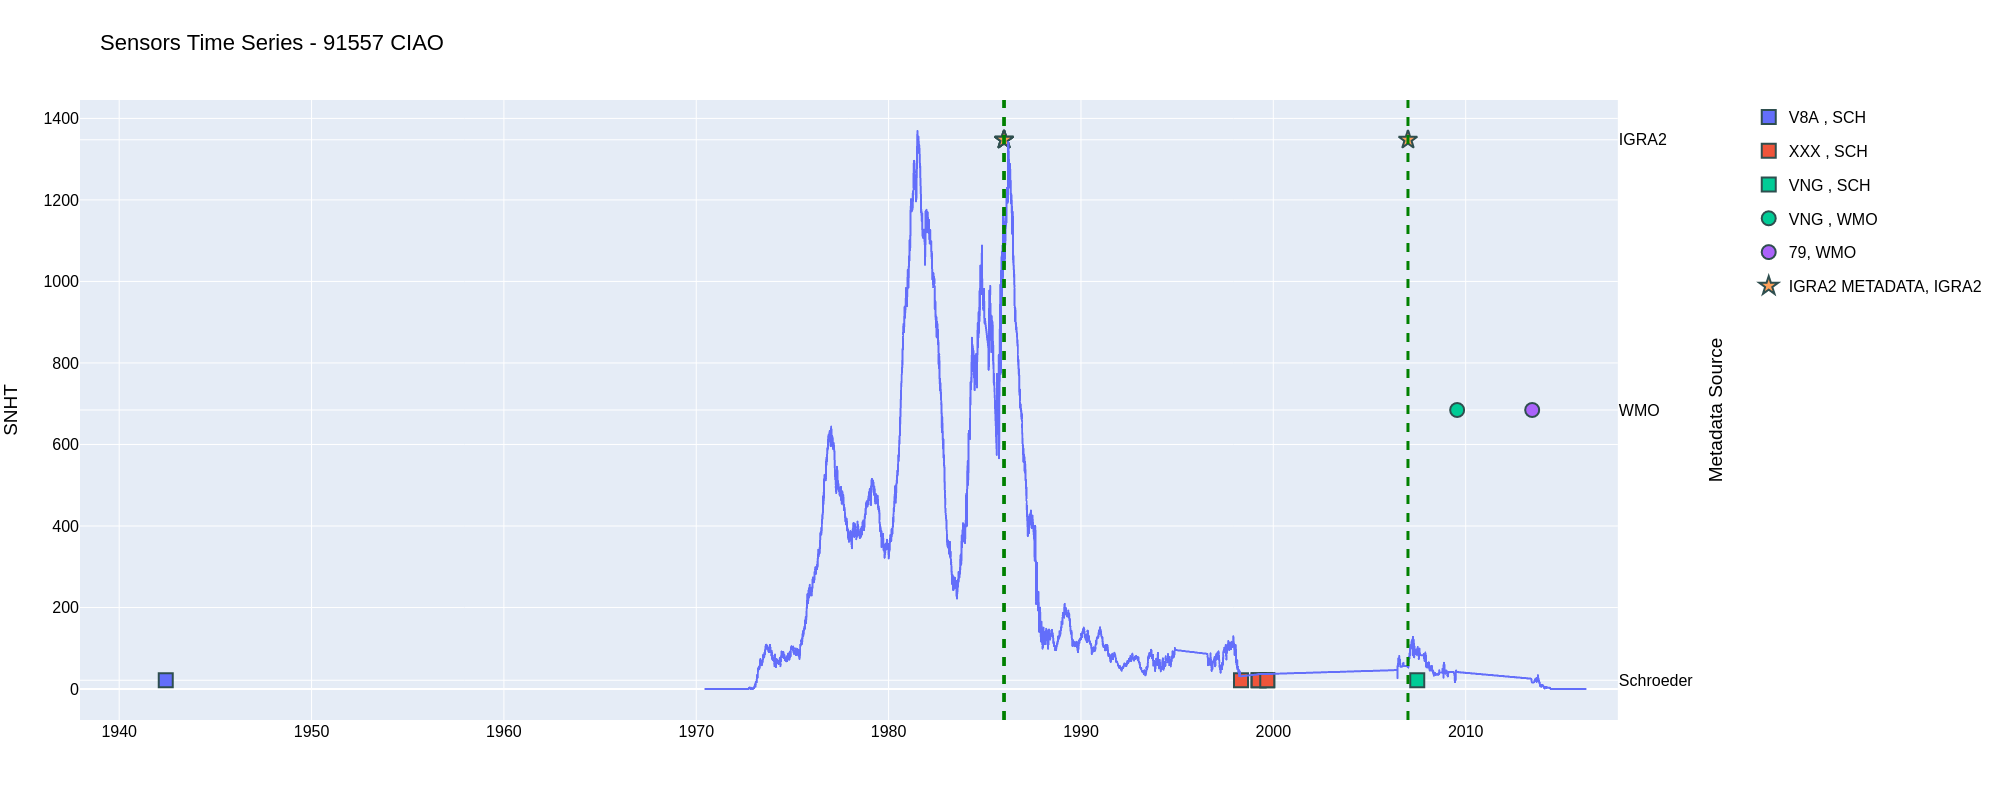 Sensors Time Series - 91557 CIAO
SNHT
1400
1200
1000
800
600
400
200
0
1940
1950
1960
1970
1980
1990
2000
2010
IGRA2
WMO
Schroeder
Metadata Source
V8A , SCH
XXX , SCH
VNG , SCH
VNG , WMO
79, WMO
IGRA2 METADATA, IGRA2